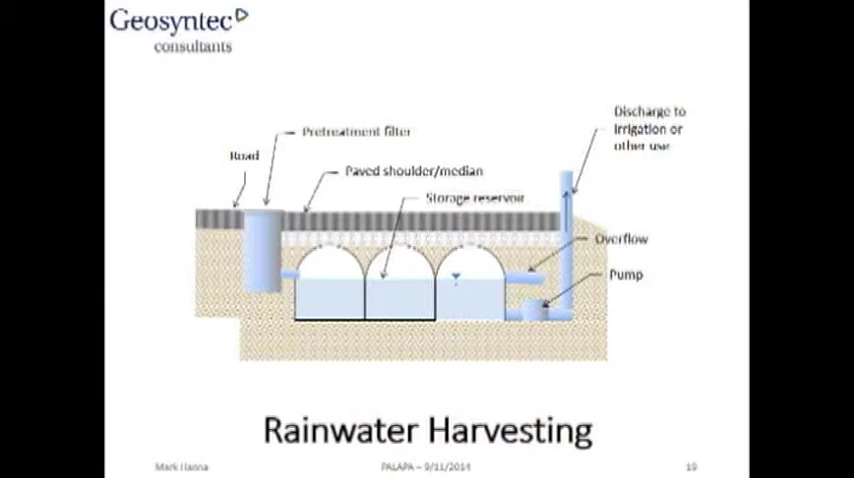 Geosyntec
consultants
Discharge to
irrigation or
other use
Pretreatment filter
Road
Paved shoulder/median
Storage reservoir
Overflow
Pump
Rainwater Harvesting
Mark Hanna
PALAPA – 9/11/2014
19